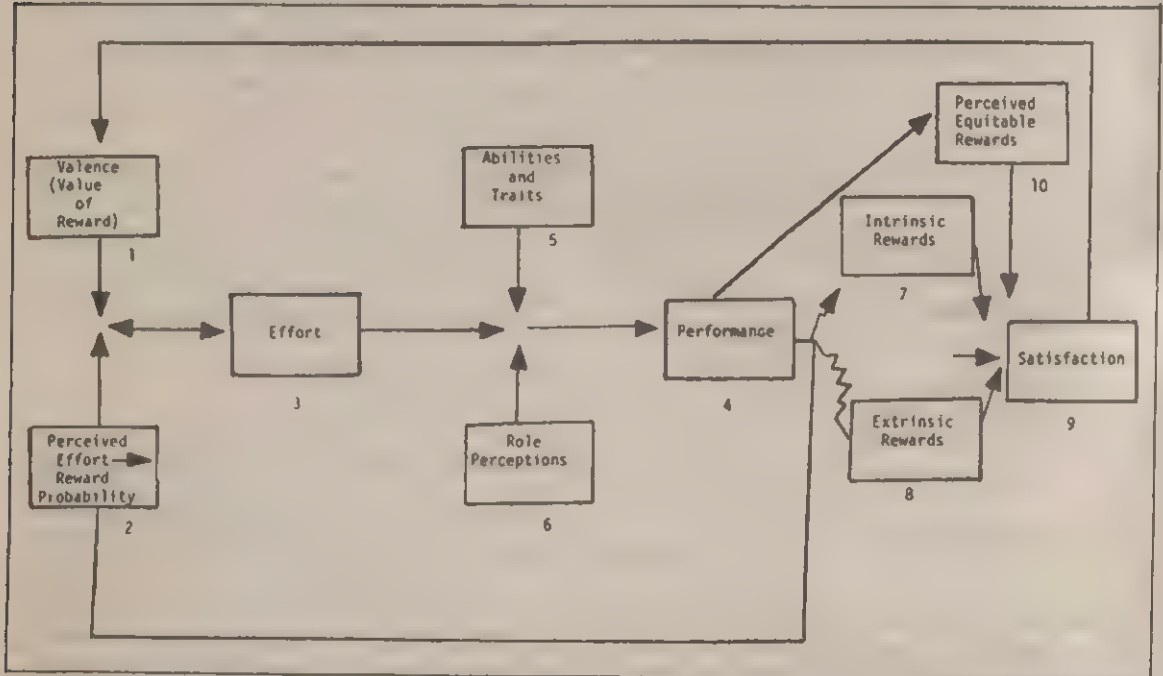 Valence
(Value
of
Reward)
1
Perceived
Effort
Reward
Probability
2
Effort
3
Abilities
and
Traits
5
Role
Perceptions
6
Performance
4
Perceived
Equitable
Rewards
10
Intrinsic
Rewards
7
Extrinsic
Rewards
8
Satisfaction
9